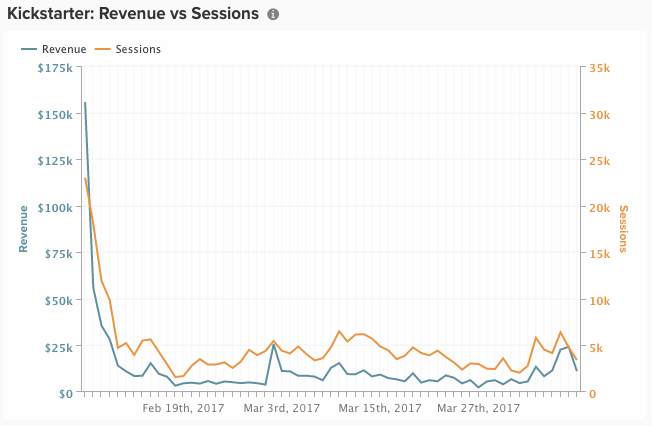 Kickstarter: Revenue vs Sessions i
Revenue Sessions
$175k 35k
$150k 30k
$125k 25k
$100k 20k
$75k 15k
$50k 10k
$25k 5k
$0 0
Revenue
Sessions
Feb 19th, 2017 Mar 3rd, 2017 Mar 15th, 2017 Mar 27th, 2017